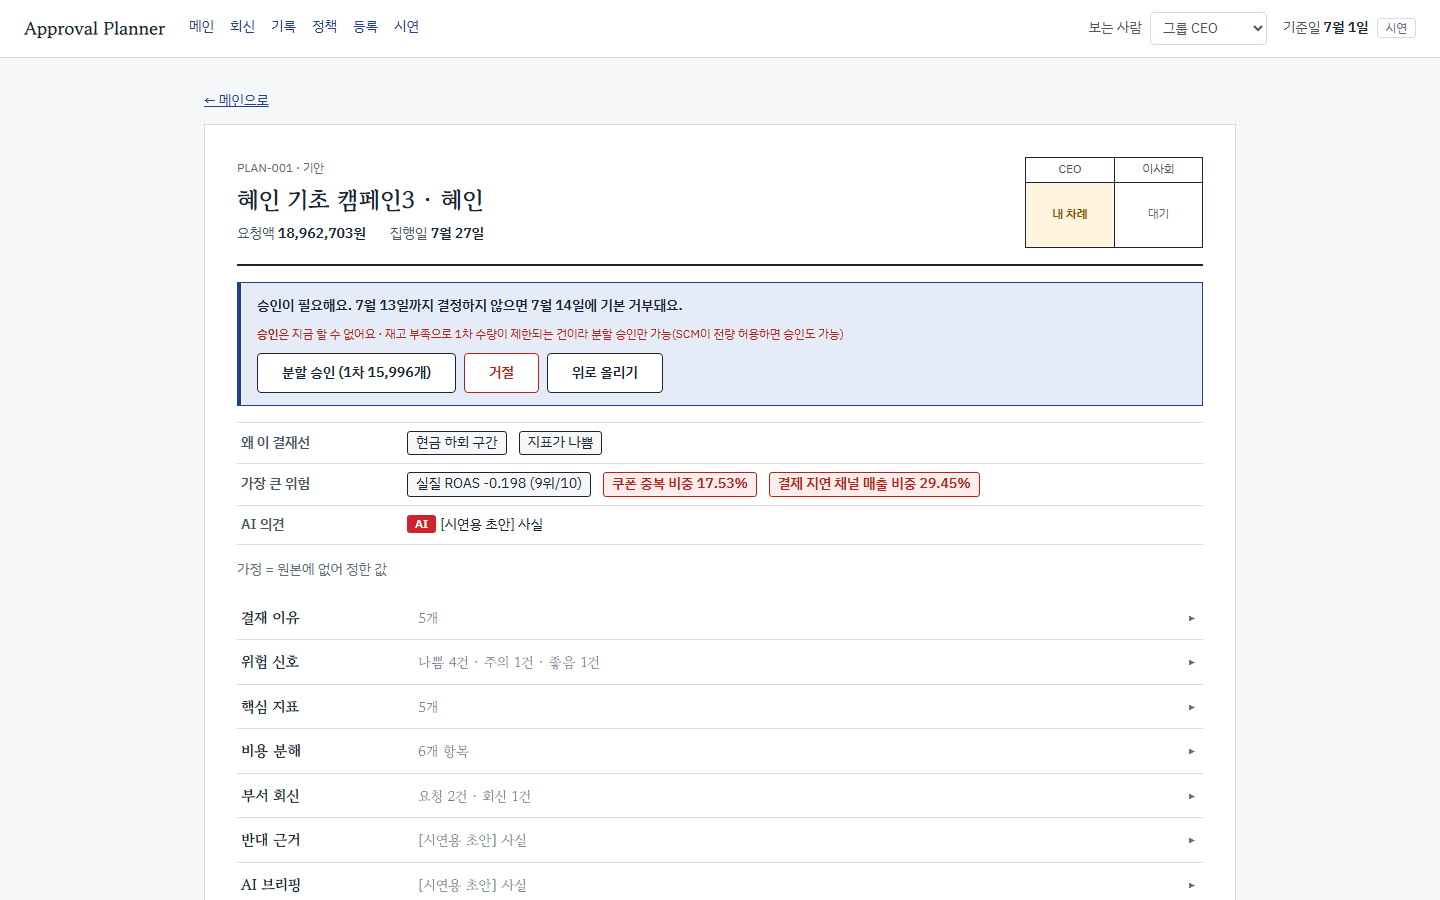 Approval Planner 메인 회신 기록 정책 등록 시연 보는 사람 그룹 CEO 기준일 7월 1일 시연
← 메인으로
PLAN-001 · 기안
혜인 기초 캠페인3 · 혜인
요청액 18,962,703원 집행일 7월 27일
CEO 이사회
내 차례 대기
승인이 필요해요. 7월 13일까지 결정하지 않으면 7월 14일에 기본 거부돼요.
승인은 지금 할 수 없어요 · 재고 부족으로 1차 수량이 제한되는 건이라 분할 승인만 가능(SCM이 전량 허용하면 승인도 가능)
분할 승인 (1차 15,996개) 거절 위로 올리기
왜 이 결재선 현금 하회 구간 지표가 나쁨
가장 큰 위험 실질 ROAS -0.198 (9위/10) 쿠폰 중복 비중 17.53% 결제 지연 채널 매출 비중 29.45%
AI 의견 AI [시연용 초안] 사실
가정 = 원본에 없어 정한 값
결재 이유 5개 ▸
위험 신호 나쁨 4건 · 주의 1건 · 좋음 1건 ▸
핵심 지표 5개 ▸
비용 분해 6개 항목 ▸
부서 회신 요청 2건 · 회신 1건 ▸
반대 근거 [시연용 초안] 사실 ▸
AI 브리핑 [시연용 초안] 사실 ▸